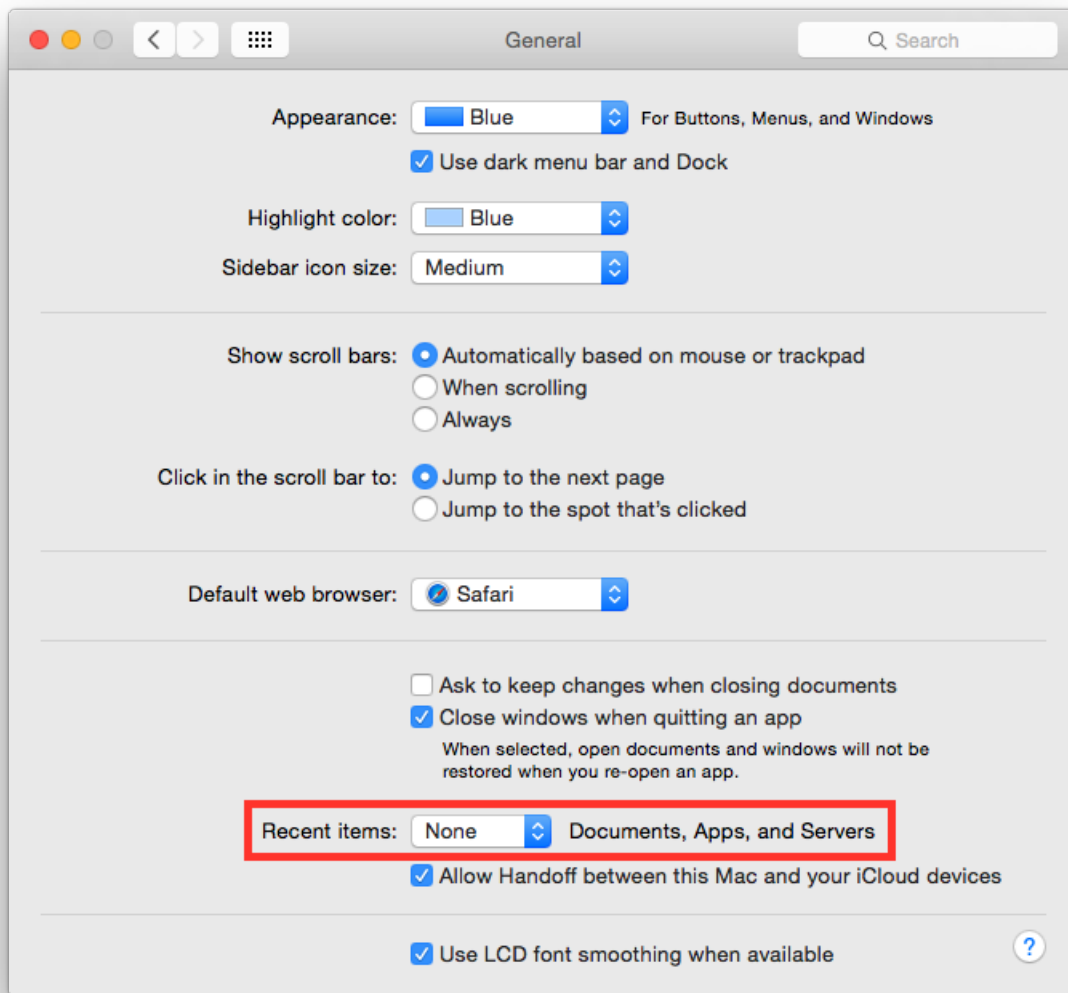 General
Search
Appearance: Blue For Buttons, Menus, and Windows
Use dark menu bar and Dock
Highlight color: Blue
Sidebar icon size: Medium
Show scroll bars: Automatically based on mouse or trackpad
When scrolling
Always
Click in the scroll bar to: Jump to the next page
Jump to the spot that's clicked
Default web browser: Safari
Ask to keep changes when closing documents
Close windows when quitting an app
When selected, open documents and windows will not be
restored when you re-open an app.
Recent items: None Documents, Apps, and Servers
Allow Handoff between this Mac and your iCloud devices
Use LCD font smoothing when available
?